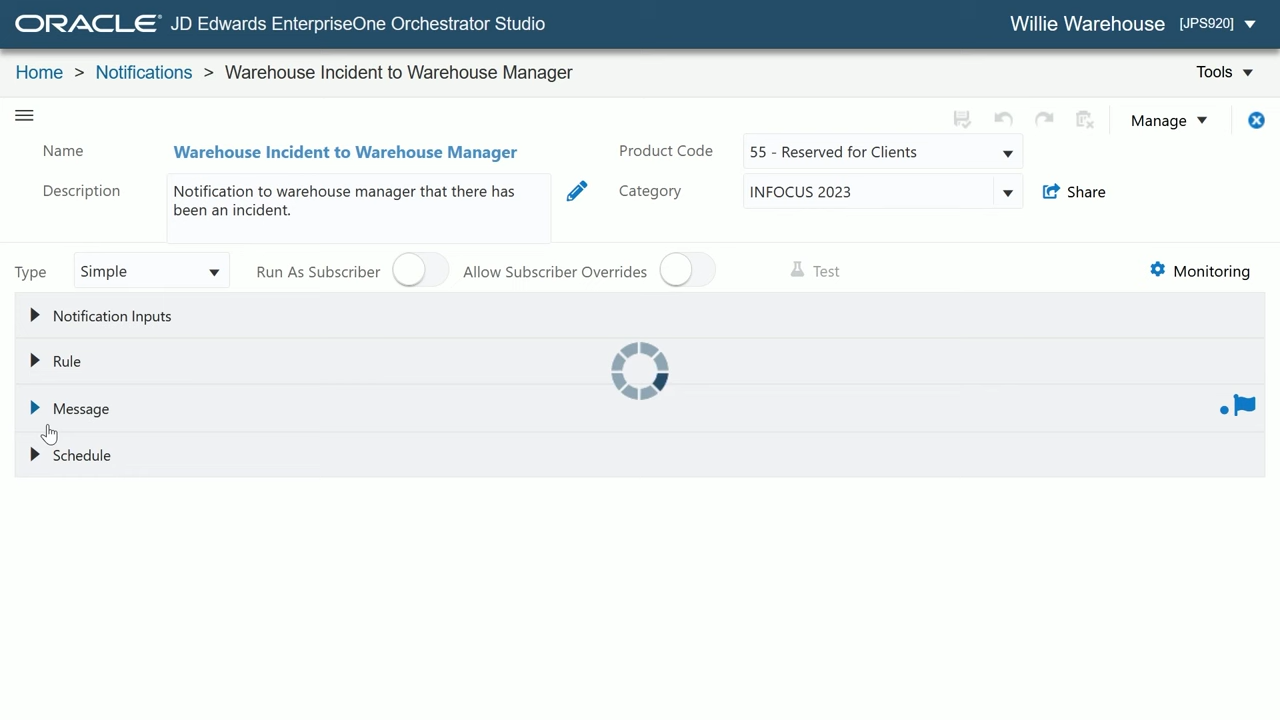 ORACLE® JD Edwards EnterpriseOne Orchestrator Studio
Willie Warehouse [JPS920]
Home > Notifications > Warehouse Incident to Warehouse Manager
Tools
Manage
Name
Warehouse Incident to Warehouse Manager
Product Code
55 - Reserved for Clients
Description
Notification to warehouse manager that there has
been an incident.
Category
INFOCUS 2023
Share
Type
Simple
Run As Subscriber
Allow Subscriber Overrides
Test
Monitoring
Notification Inputs
Rule
Message
Schedule